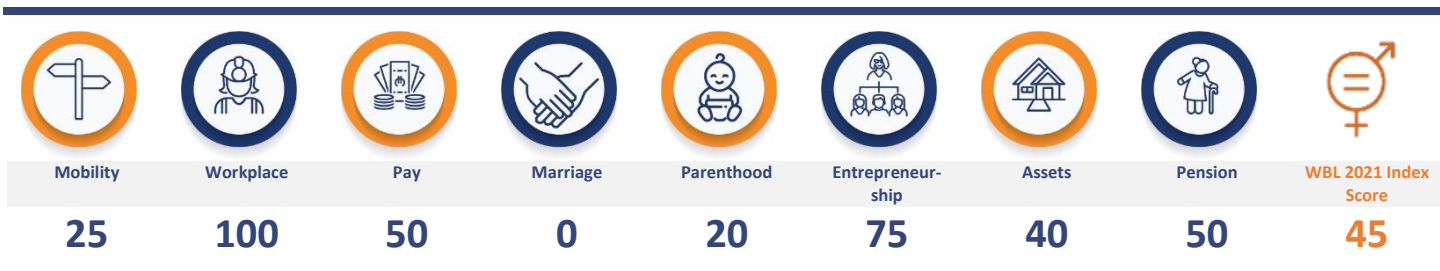 Mobility
Workplace
Pay
Marriage
Parenthood
Entrepreneur-
ship
Assets
Pension
WBL 2021 Index
Score
25
100
50
0
20
75
40
50
45